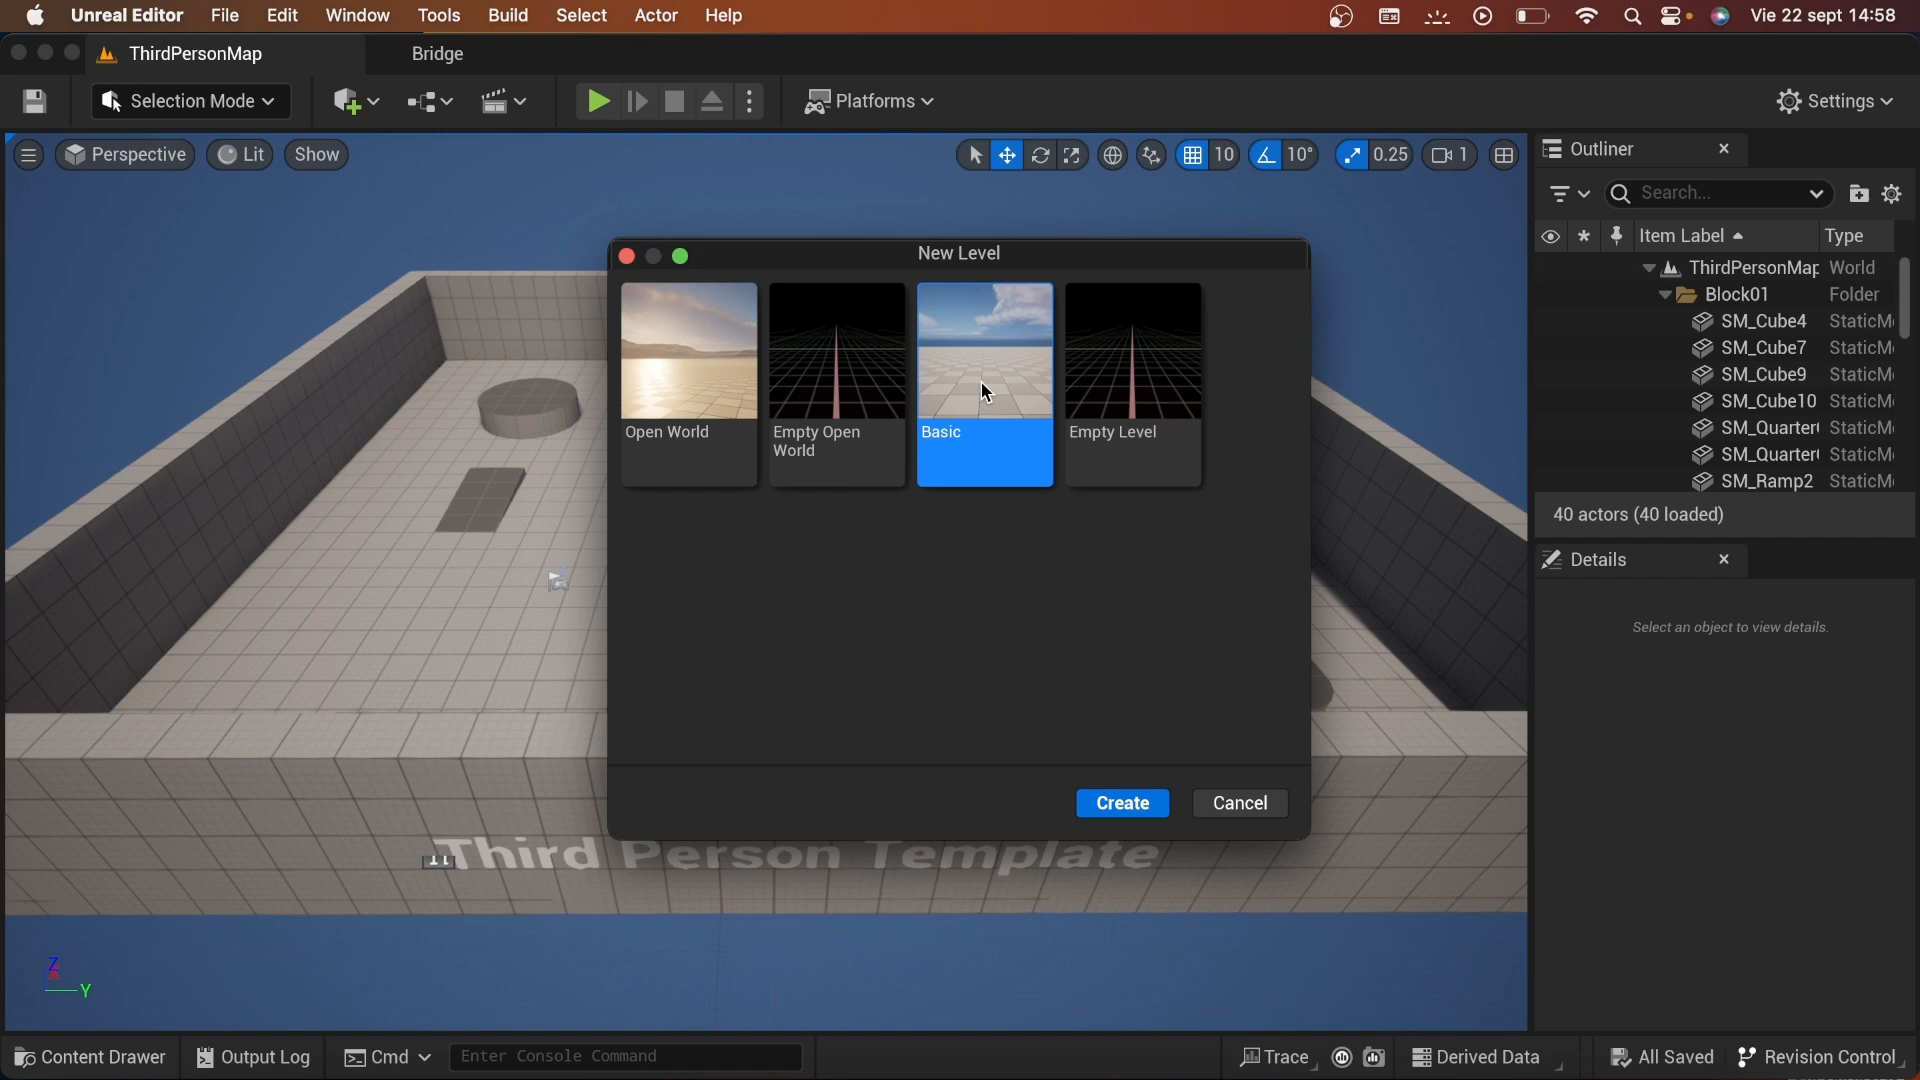 Unreal Editor File Edit Window Tools Build Select Actor Help Vie 22 sept 14:58
ThirdPersonMap Bridge
Selection Mode Platforms Settings
Perspective Lit Show 10 10° 0.25 1
Outliner
Search...
Item Label Type
ThirdPersonMap World
Block01 Folder
SM_Cube4 StaticM
SM_Cube7 StaticM
SM_Cube9 StaticM
SM_Cube10 StaticM
SM_Quarter StaticM
SM_Quarter StaticM
SM_Ramp2 StaticM
40 actors (40 loaded)
Details
Select an object to view details.
New Level
Open World
Empty Open
World
Basic
Empty Level
Create Cancel
Third Person Template
Z
Y
Content Drawer Output Log Cmd Enter Console Command Trace Derived Data All Saved Revision Control